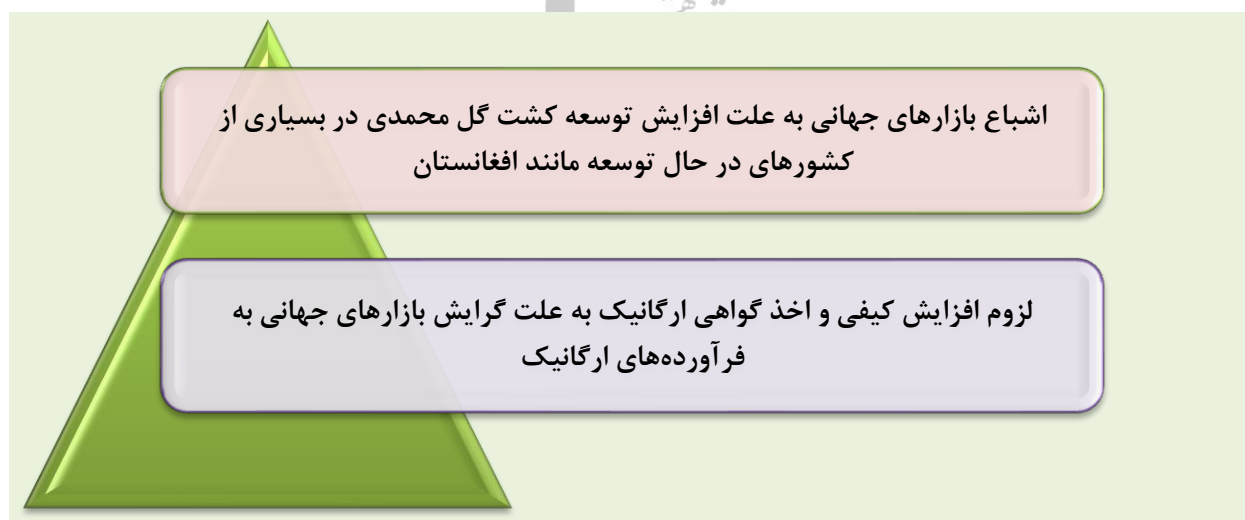 اشباع بازارهای جهانی به علت افزایش توسعه کشت گل محمدی در بسیاری از
کشورهای در حال توسعه مانند افغانستان
لزوم افزایش کیفی و اخذ گواهی ارگانیک به علت گرایش بازارهای جهانی به
فرآورده‌های ارگانیک